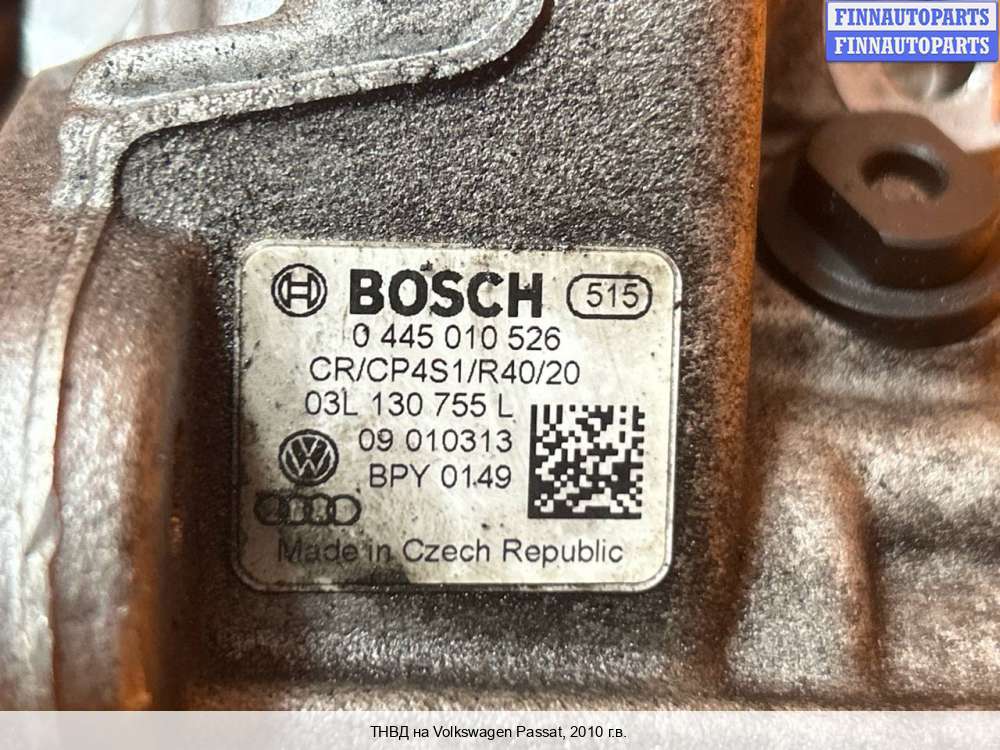 FINNAUTOPARTS
FINNAUTOPARTS
BOSCH 515
0 445 010 526
CR/CP4S1/R40/20
03L 130 755 L
09 010313
BPY 0149
Made in Czech Republic
ТНВД на Volkswagen Passat, 2010 г.в.